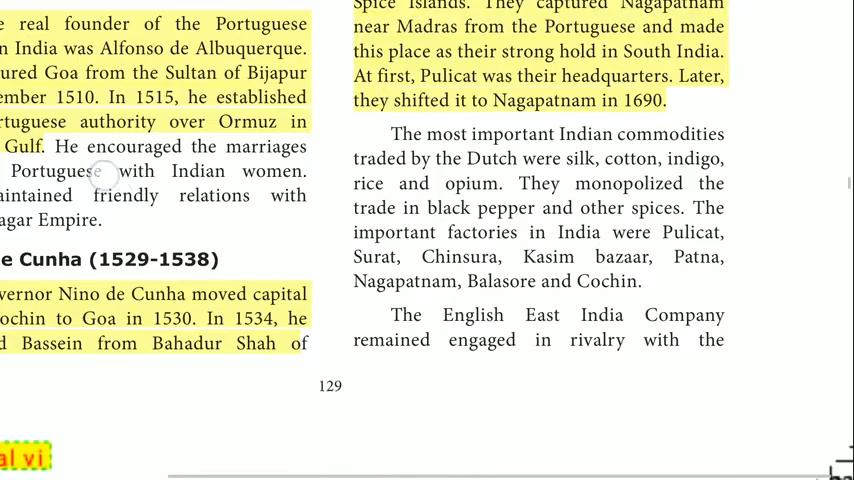 e real founder of the Portuguese
n India was Alfonso de Albuquerque.
ured Goa from the Sultan of Bijapur
ember 1510. In 1515, he established
rtuguese authority over Ormuz in
Gulf. He encouraged the marriages
Portuguese with Indian women.
aintained friendly relations with
agar Empire.
e Cunha (1529-1538)
vernor Nino de Cunha moved capital
ochin to Goa in 1530. In 1534, he
d Bassein from Bahadur Shah of
Spice Islands. They captured Nagapatnam
near Madras from the Portuguese and made
this place as their strong hold in South India.
At first, Pulicat was their headquarters. Later,
they shifted it to Nagapatnam in 1690.
The most important Indian commodities
traded by the Dutch were silk, cotton, indigo,
rice and opium. They monopolized the
trade in black pepper and other spices. The
important factories in India were Pulicat,
Surat, Chinsura, Kasim bazaar, Patna,
Nagapatnam, Balasore and Cochin.
The English East India Company
remained engaged in rivalry with the
129
al vi